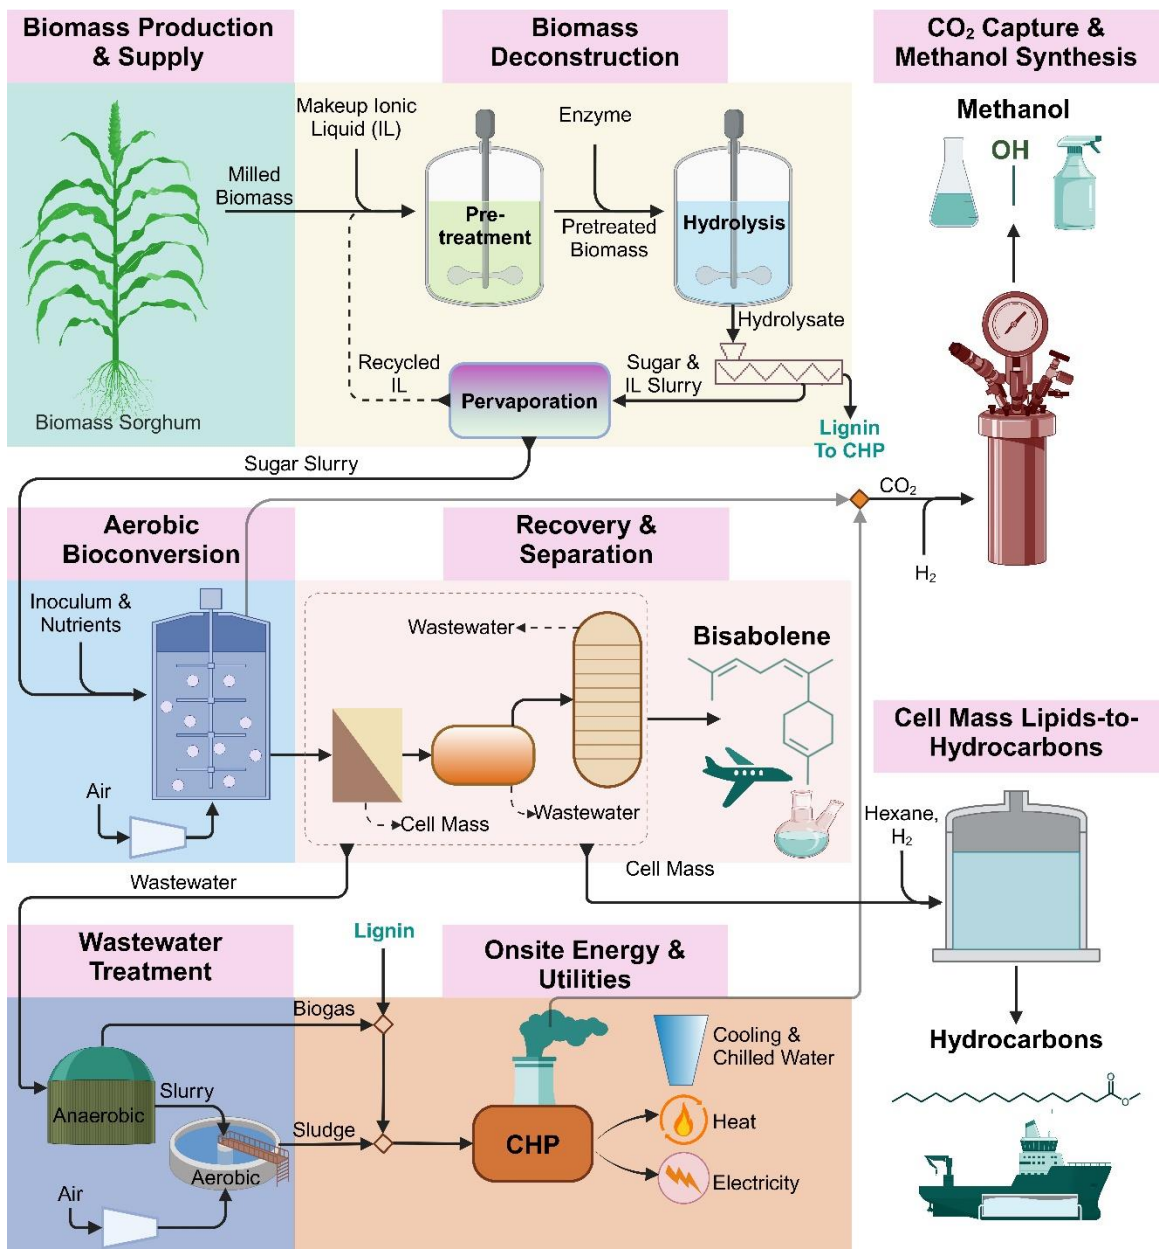 Biomass Production
& Supply
Biomass
Deconstruction
CO₂ Capture &
Methanol Synthesis
Makeup Ionic
Liquid (IL)
Enzyme
Milled
Biomass
Pre-
treatment
Pretreated
Biomass
Hydrolysis
Hydrolysate
Recycled
IL
Pervaporation
Sugar &
IL Slurry
Lignin
To CHP
Biomass Sorghum
Methanol
OH
Sugar Slurry
CO₂
H₂
Aerobic
Bioconversion
Recovery &
Separation
Inoculum &
Nutrients
Air
Wastewater
Cell Mass
Wastewater
Bisabolene
Cell Mass Lipids-to-
Hydrocarbons
Hexane,
H₂
Wastewater
Cell Mass
Wastewater
Treatment
Lignin
Onsite Energy &
Utilities
Biogas
Anaerobic
Slurry
Aerobic
Sludge
Air
CHP
Cooling &
Chilled Water
Heat
Electricity
Hydrocarbons
O
O